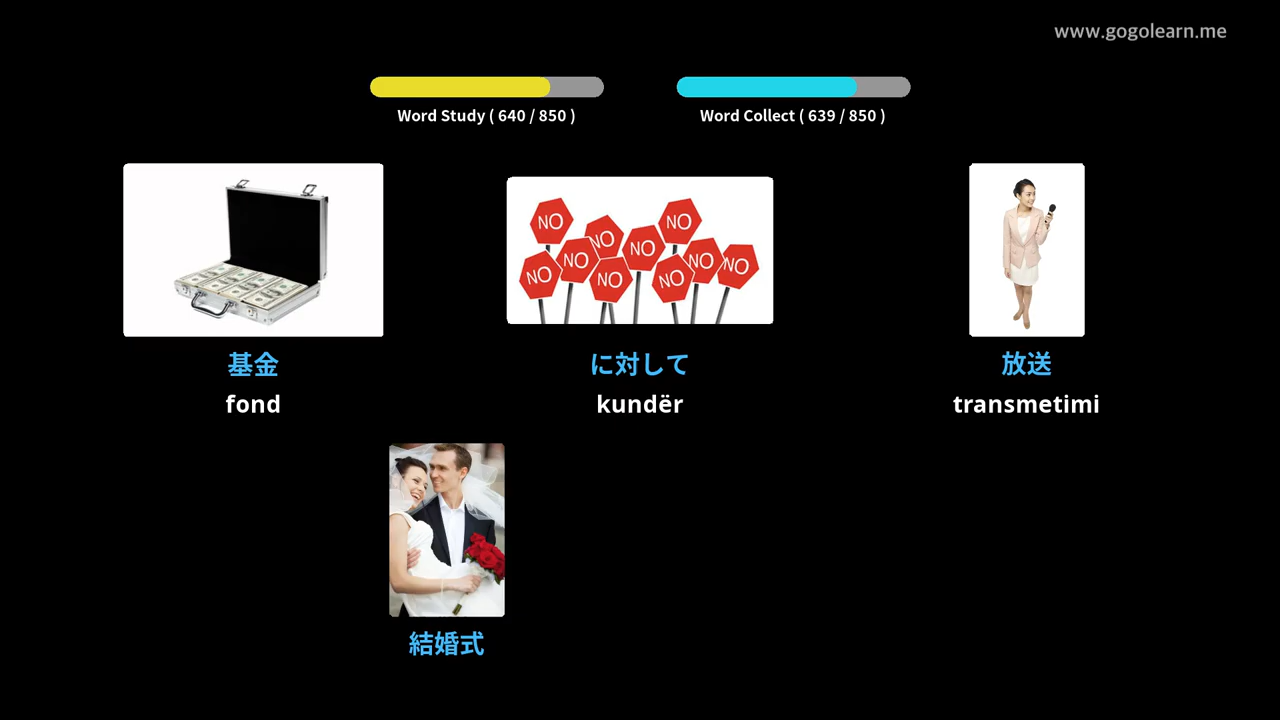 www.gogolearn.me
Word Study ( 640 / 850 )
Word Collect ( 639 / 850 )
NO
NO
NO
NO
NO
NO
NO
NO
NO
NO
基金
fond
に対して
kundër
放送
transmetimi
結婚式